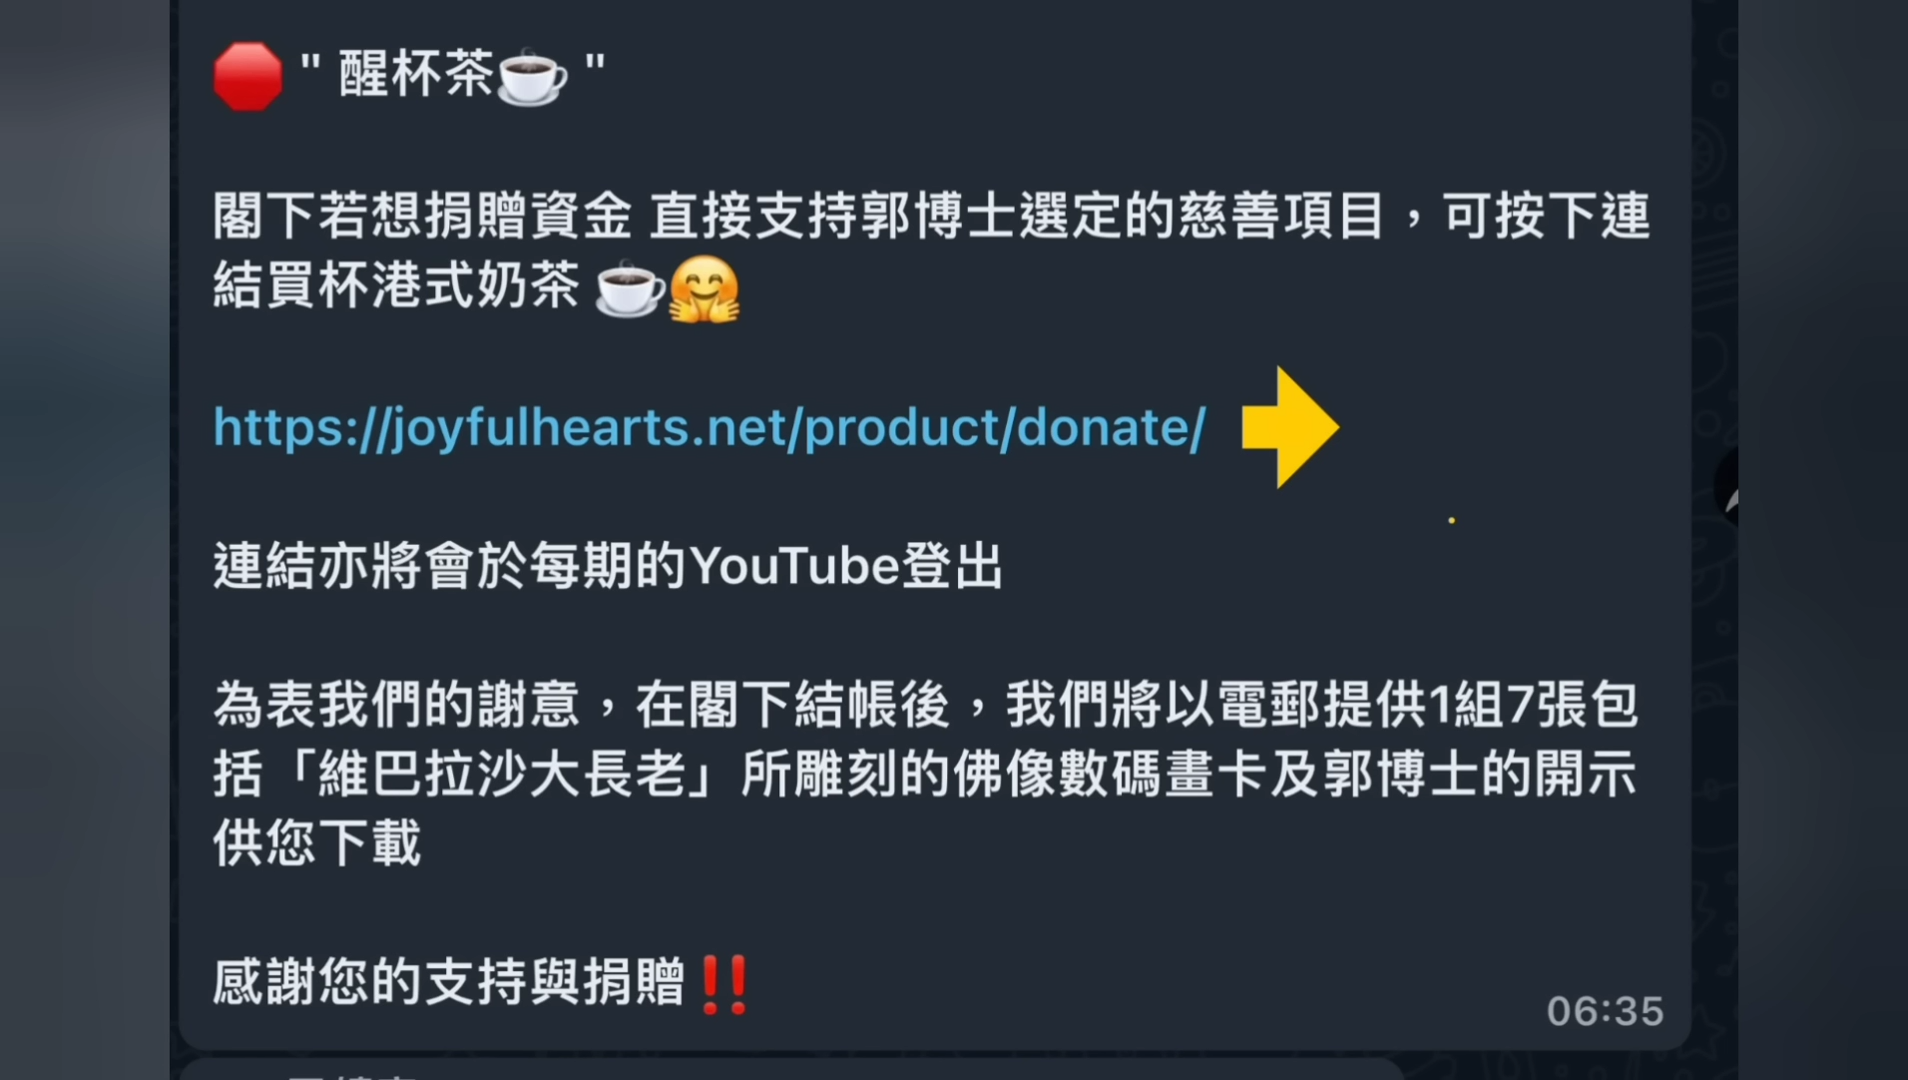 🛑 " 醒杯茶☕ "
閣下若想捐贈資金 直接支持郭博士選定的慈善項目，可按下連
結買杯港式奶茶 ☕🤗
https://joyfulhearts.net/product/donate/
連結亦將會於每期的YouTube登出
為表我們的謝意，在閣下結帳後，我們將以電郵提供1組7張包
括「維巴拉沙大長老」所雕刻的佛像數碼畫卡及郭博士的開示
供您下載
感謝您的支持與捐贈‼️
06:35